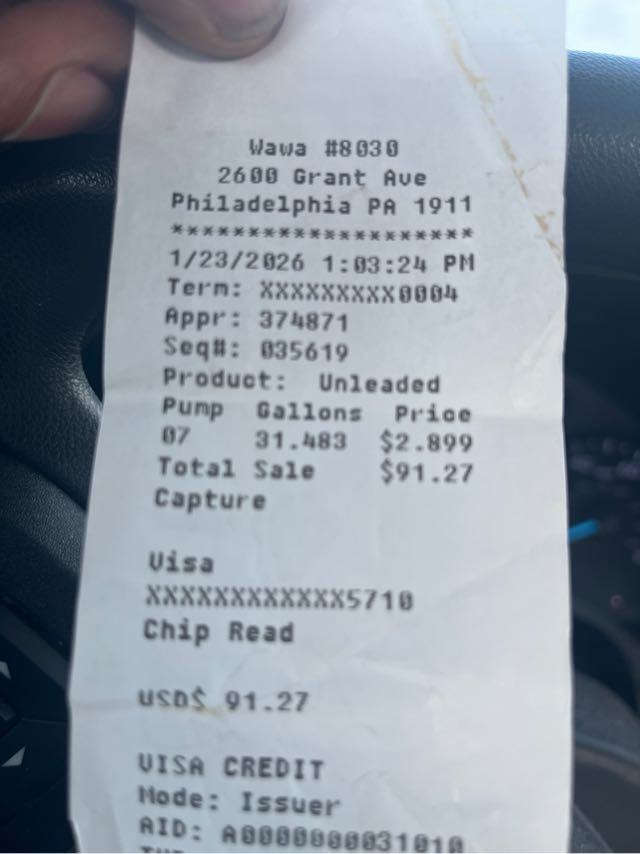 Wawa #8030
2600 Grant Ave
Philadelphia PA 1911
********************
1/23/2026 1:03:24 PM
Term: XXXXXXXXX0004
Appr: 374871
Seq#: 035619
Product: Unleaded
Pump Gallons Price
07 31.483 $2.899
Total Sale $91.27
Capture
Visa
XXXXXXXXXXXX5710
Chip Read
USD$ 91.27
VISA CREDIT
Mode: Issuer
AID: A0000000031010